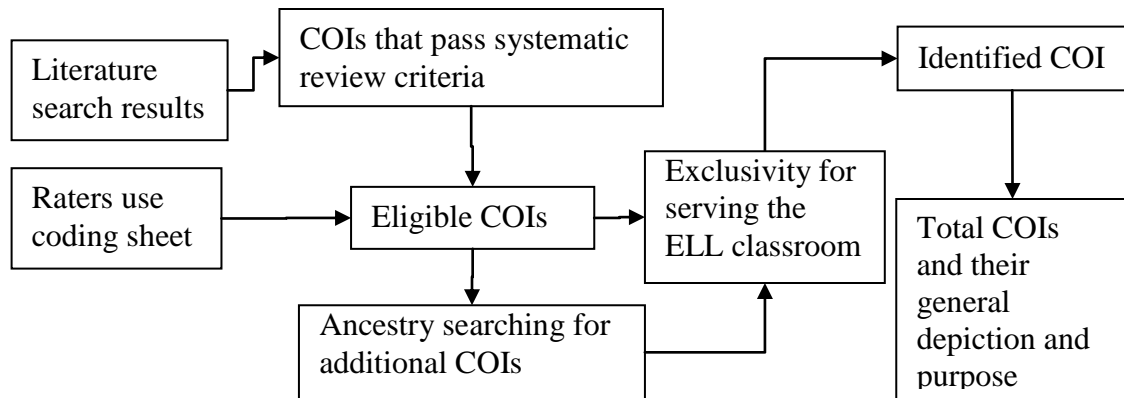 Literature
search results
COIs that pass systematic
review criteria
Raters use
coding sheet
Eligible COIs
Ancestry searching for
additional COIs
Exclusivity for
serving the
ELL classroom
Identified COI
Total COIs
and their
general
depiction and
purpose